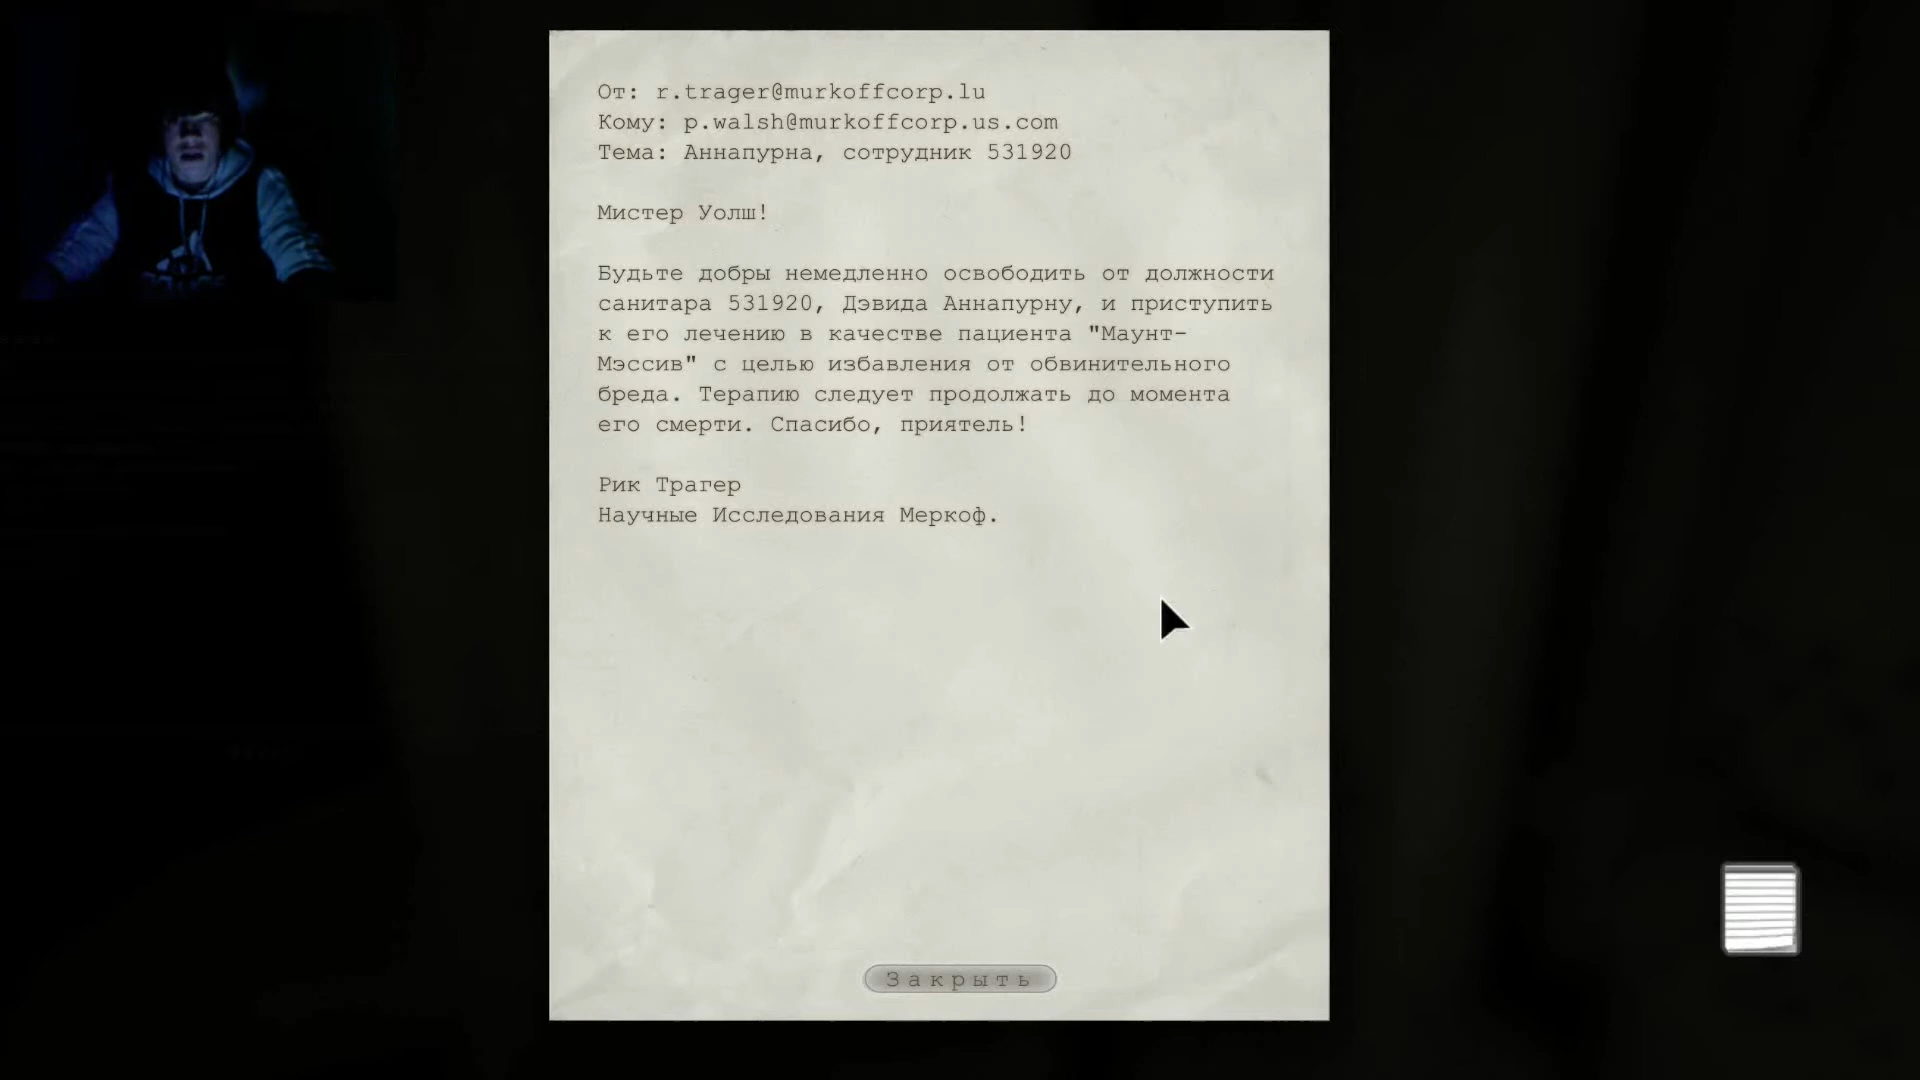 От: r.trager@murkoffcorp.lu
Кому: p.walsh@murkoffcorp.us.com
Тема: Аннапурна, сотрудник 531920
Мистер Уолш!
Будьте добры немедленно освободить от должности
санитара 531920, Дэвида Аннапурну, и приступить
к его лечению в качестве пациента "Маунт-
Мэссив" с целью избавления от обвинительного
бреда. Терапию следует продолжать до момента
его смерти. Спасибо, приятель!
Рик Трагер
Научные Исследования Меркоф.
Закрыть